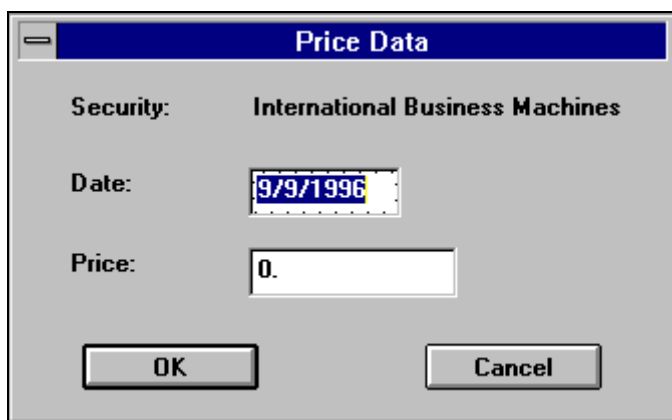 Price Data
Security: International Business Machines
Date: 9/9/1996
Price: 0.
OK Cancel